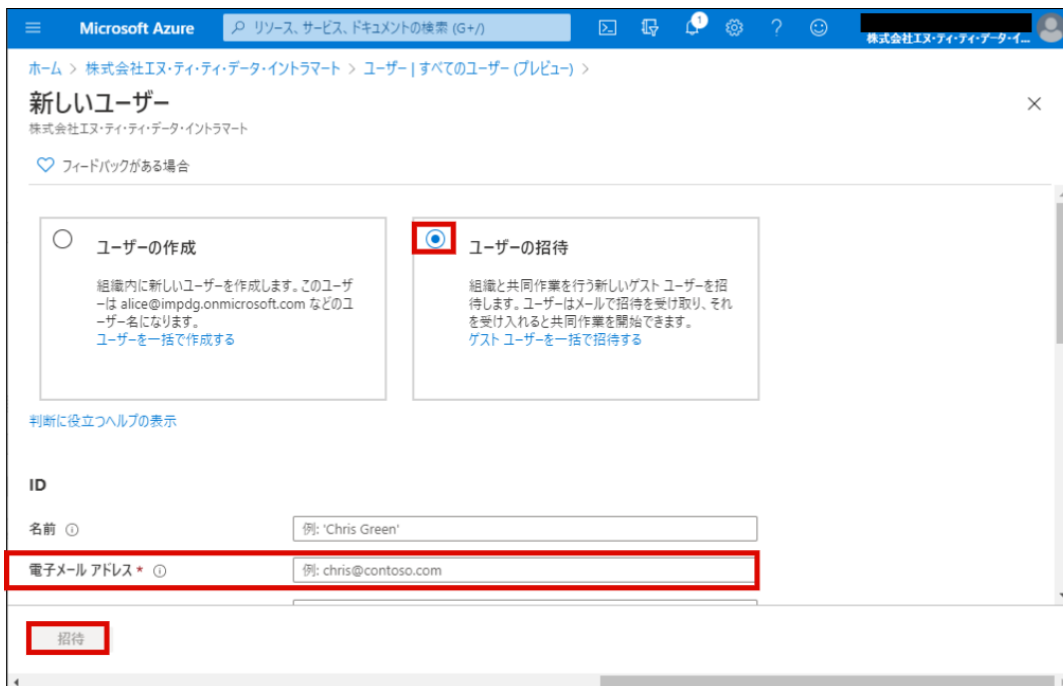 Microsoft Azure
リソース、サービス、ドキュメントの検索 (G+/)
1
株式会社エヌ・ティ・ティ・データ・イ...
ホーム > 株式会社エヌ・ティ・ティ・データ・イントラマート > ユーザー | すべてのユーザー (プレビュー) >
新しいユーザー
株式会社エヌ・ティ・ティ・データ・イントラマート
フィードバックがある場合
ユーザーの作成
組織内に新しいユーザーを作成します。このユーザ
ーは alice@impdg.onmicrosoft.com などのユ
ーザー名になります。
ユーザーを一括で作成する
ユーザーの招待
組織と共同作業を行う新しいゲスト ユーザーを招
待します。ユーザーはメールで招待を受け取り、それ
を受け入れると共同作業を開始できます。
ゲスト ユーザーを一括で招待する
判断に役立つヘルプの表示
ID
名前
例: 'Chris Green'
電子メール アドレス *
例: chris@contoso.com
招待